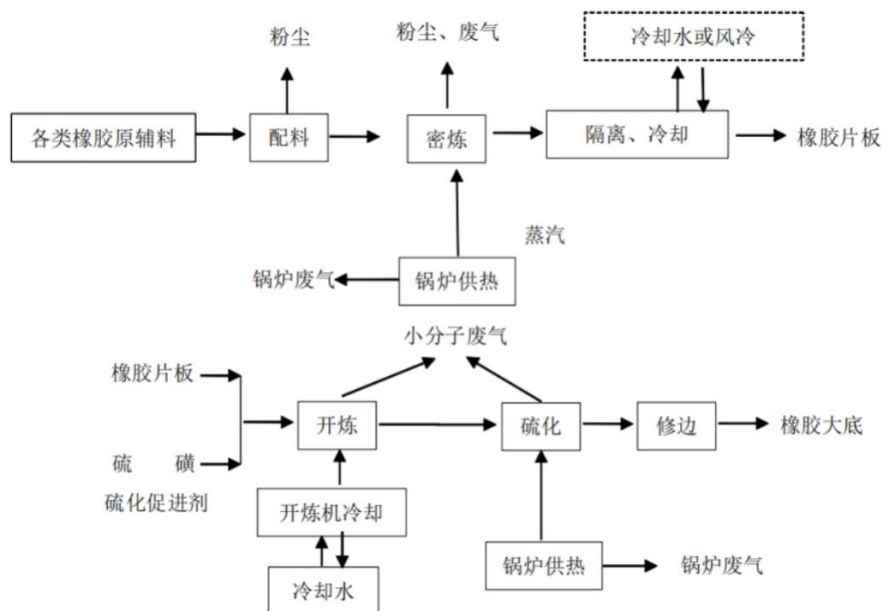 粉尘
粉尘、废气
冷却水或风冷
各类橡胶原辅料
配料
密炼
隔离、冷却
橡胶片板
蒸汽
锅炉废气
锅炉供热
小分子废气
橡胶片板
开炼
硫化
修边
橡胶大底
硫 磺
硫化促进剂
开炼机冷却
冷却水
锅炉供热
锅炉废气